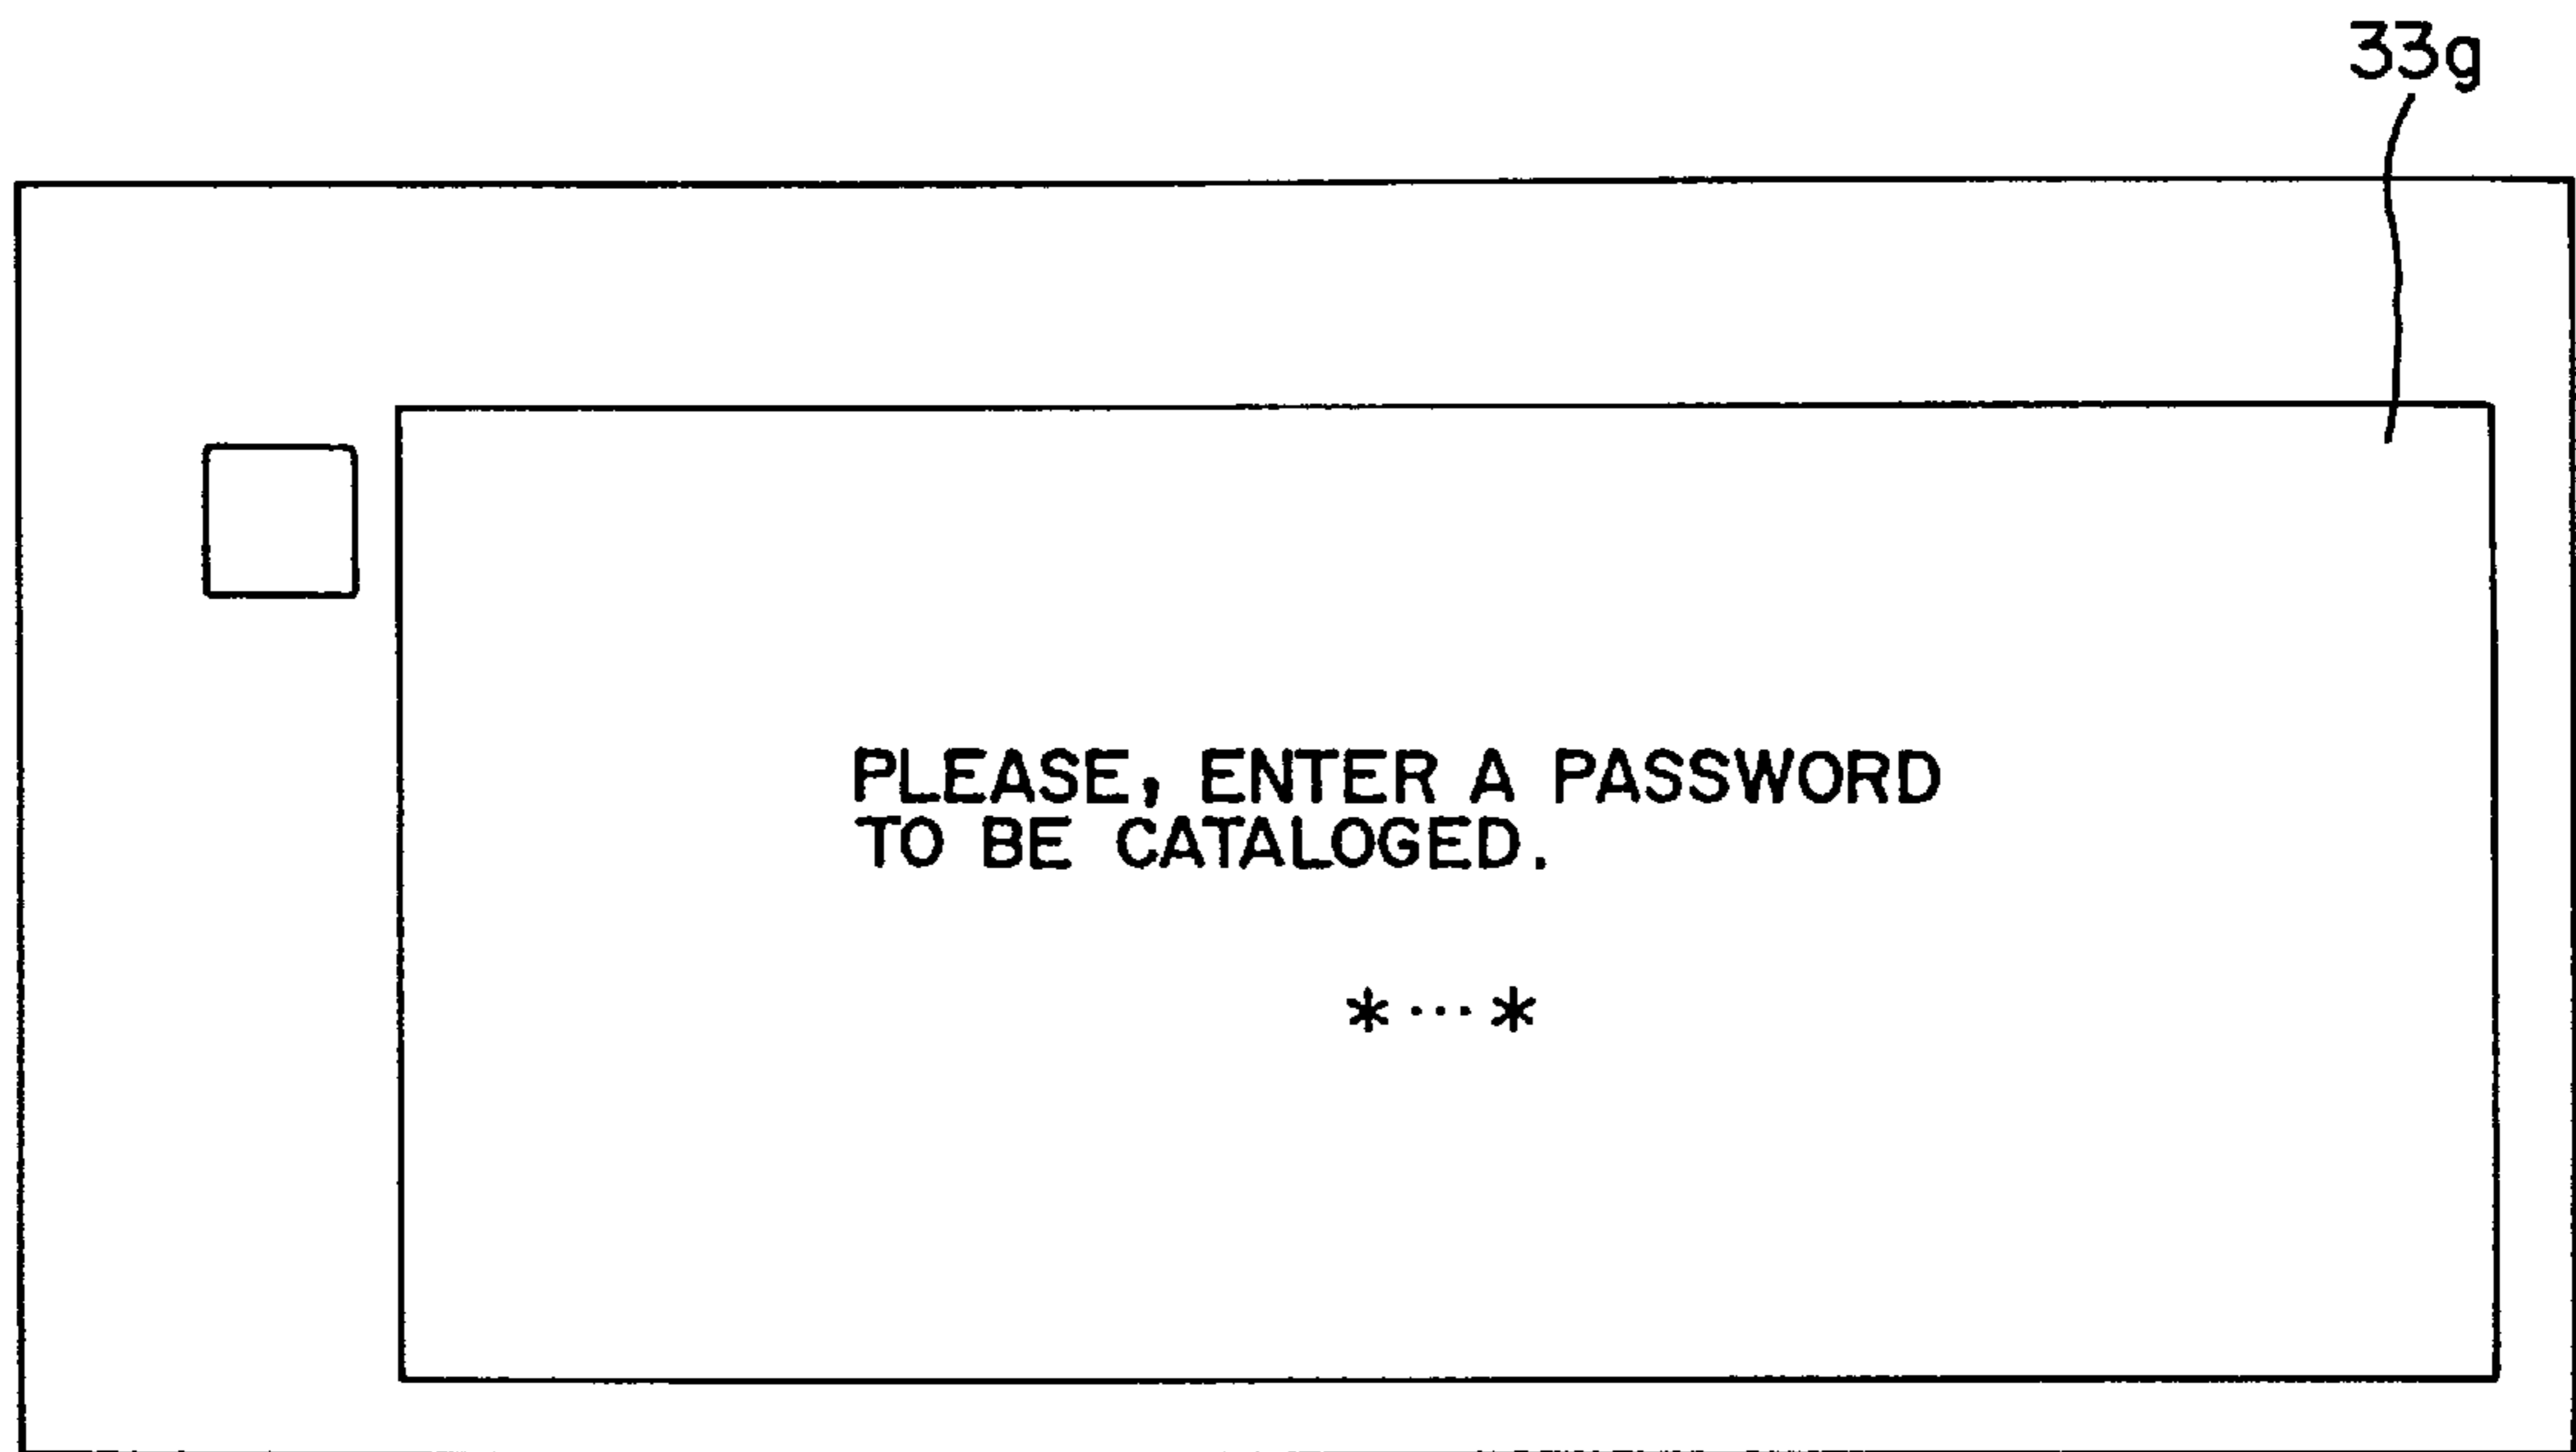 33g
PLEASE, ENTER A PASSWORD
TO BE CATALOGED.
*···*